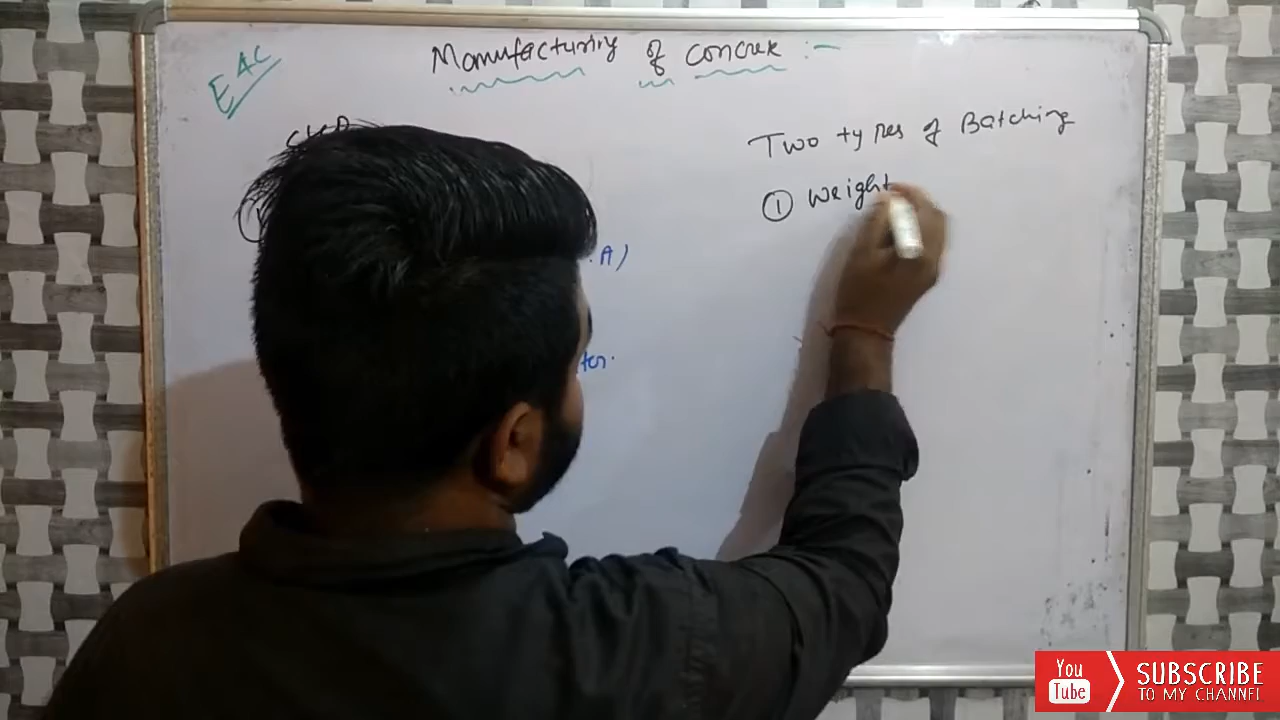 EAC
Manufacturing of concrete :-
Two types of Batching
① Weight
.A)
You
Tube
SUBSCRIBE
TO MY CHANNEL